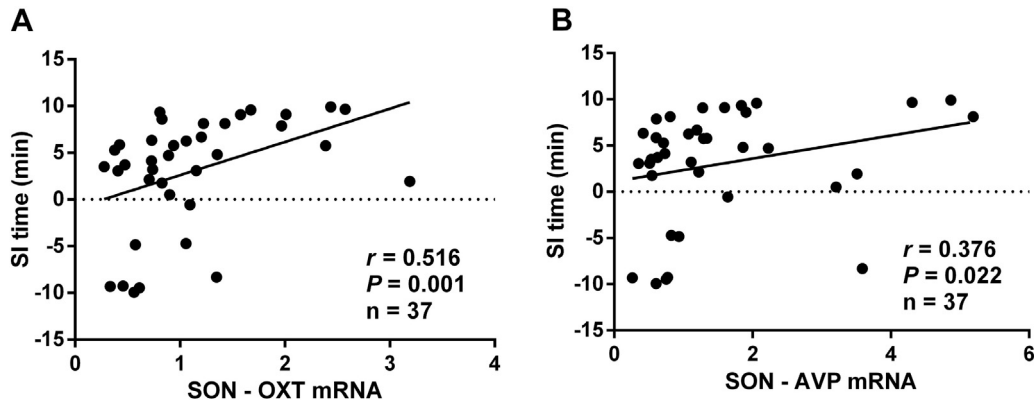 A
15
10
5
0
-5
-10
-15
SI time (min)
r = 0.516
P = 0.001
n = 37
0 1 2 3 4
SON - OXT mRNA
B
15
10
5
0
-5
-10
-15
SI time (min)
r = 0.376
P = 0.022
n = 37
0 2 4 6
SON - AVP mRNA